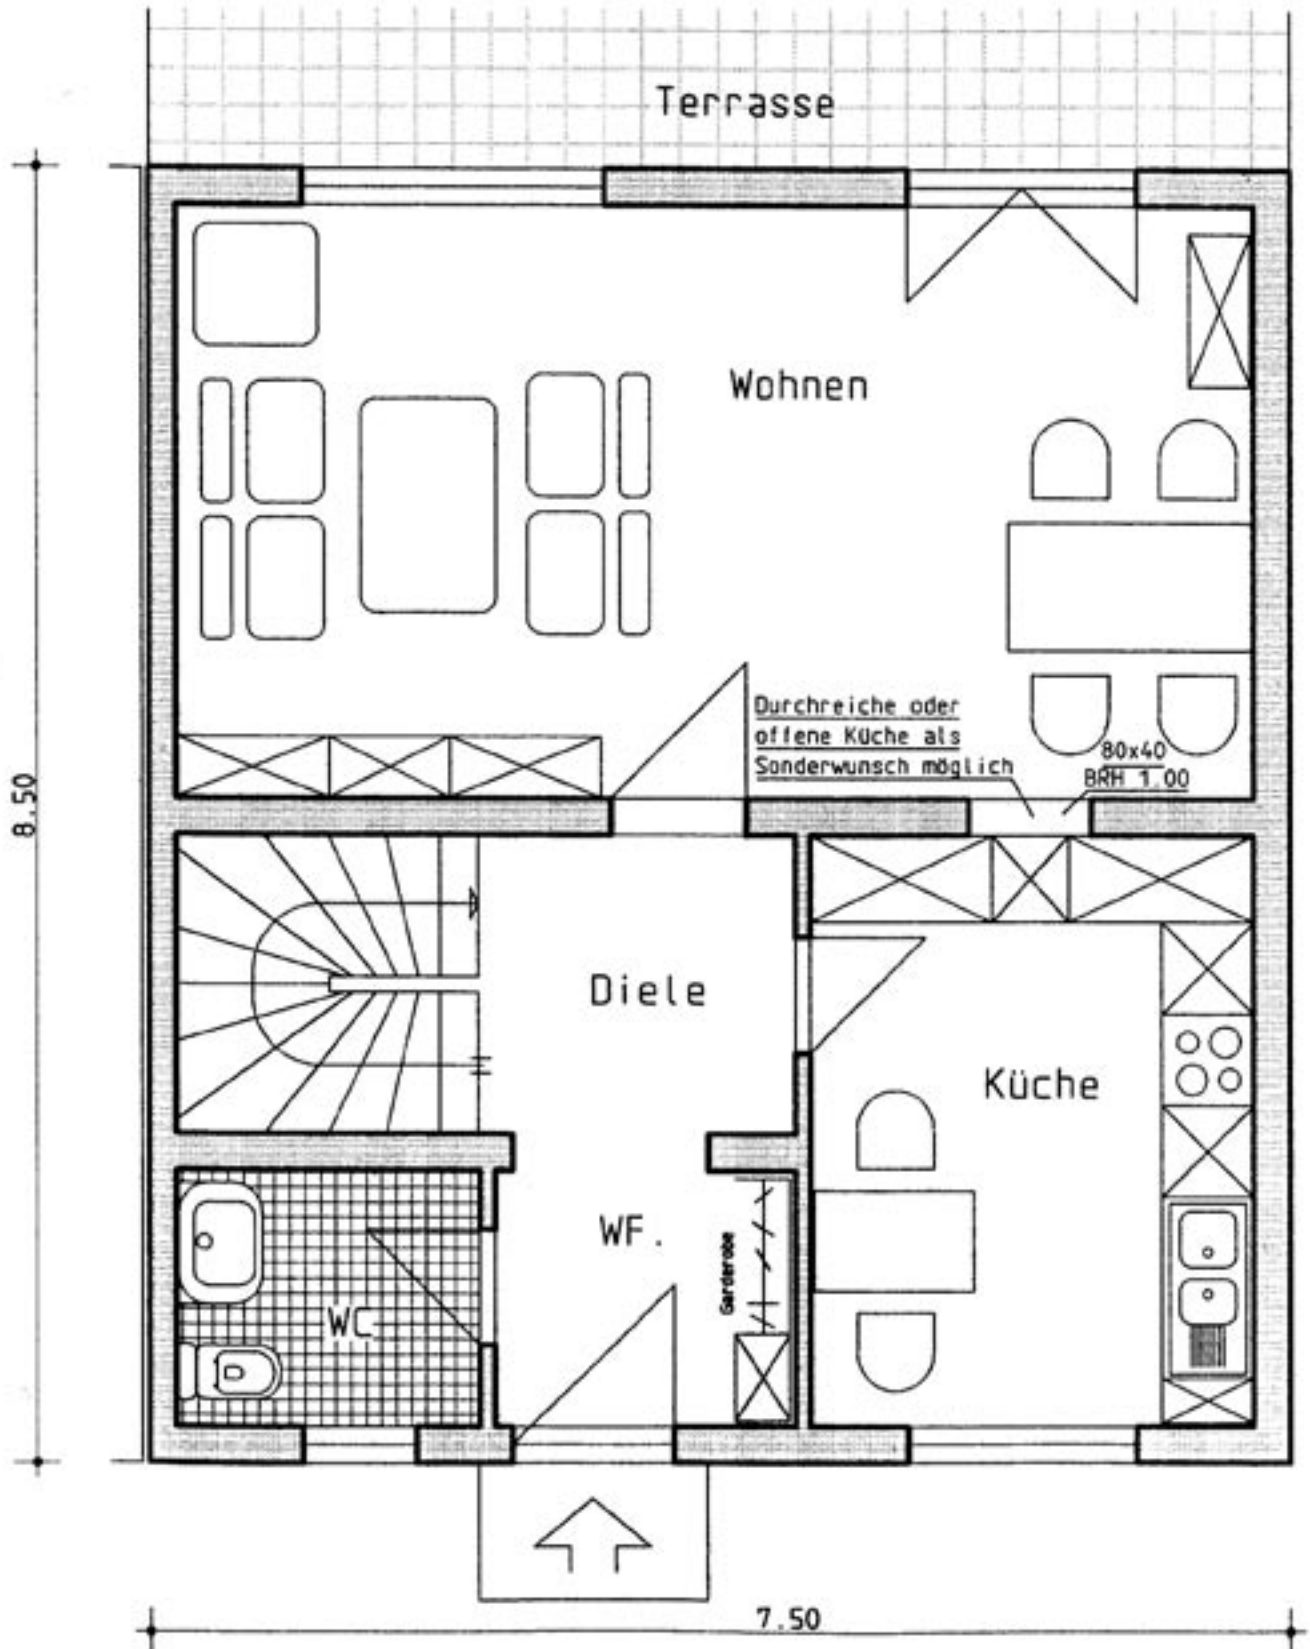 Terrasse
Wohnen
Durchreiche oder
offene Küche als
Sonderwunsch möglich
80x40
BRH 1.00
8.50
Diele
Küche
WF.
Garderobe
WC
7.50